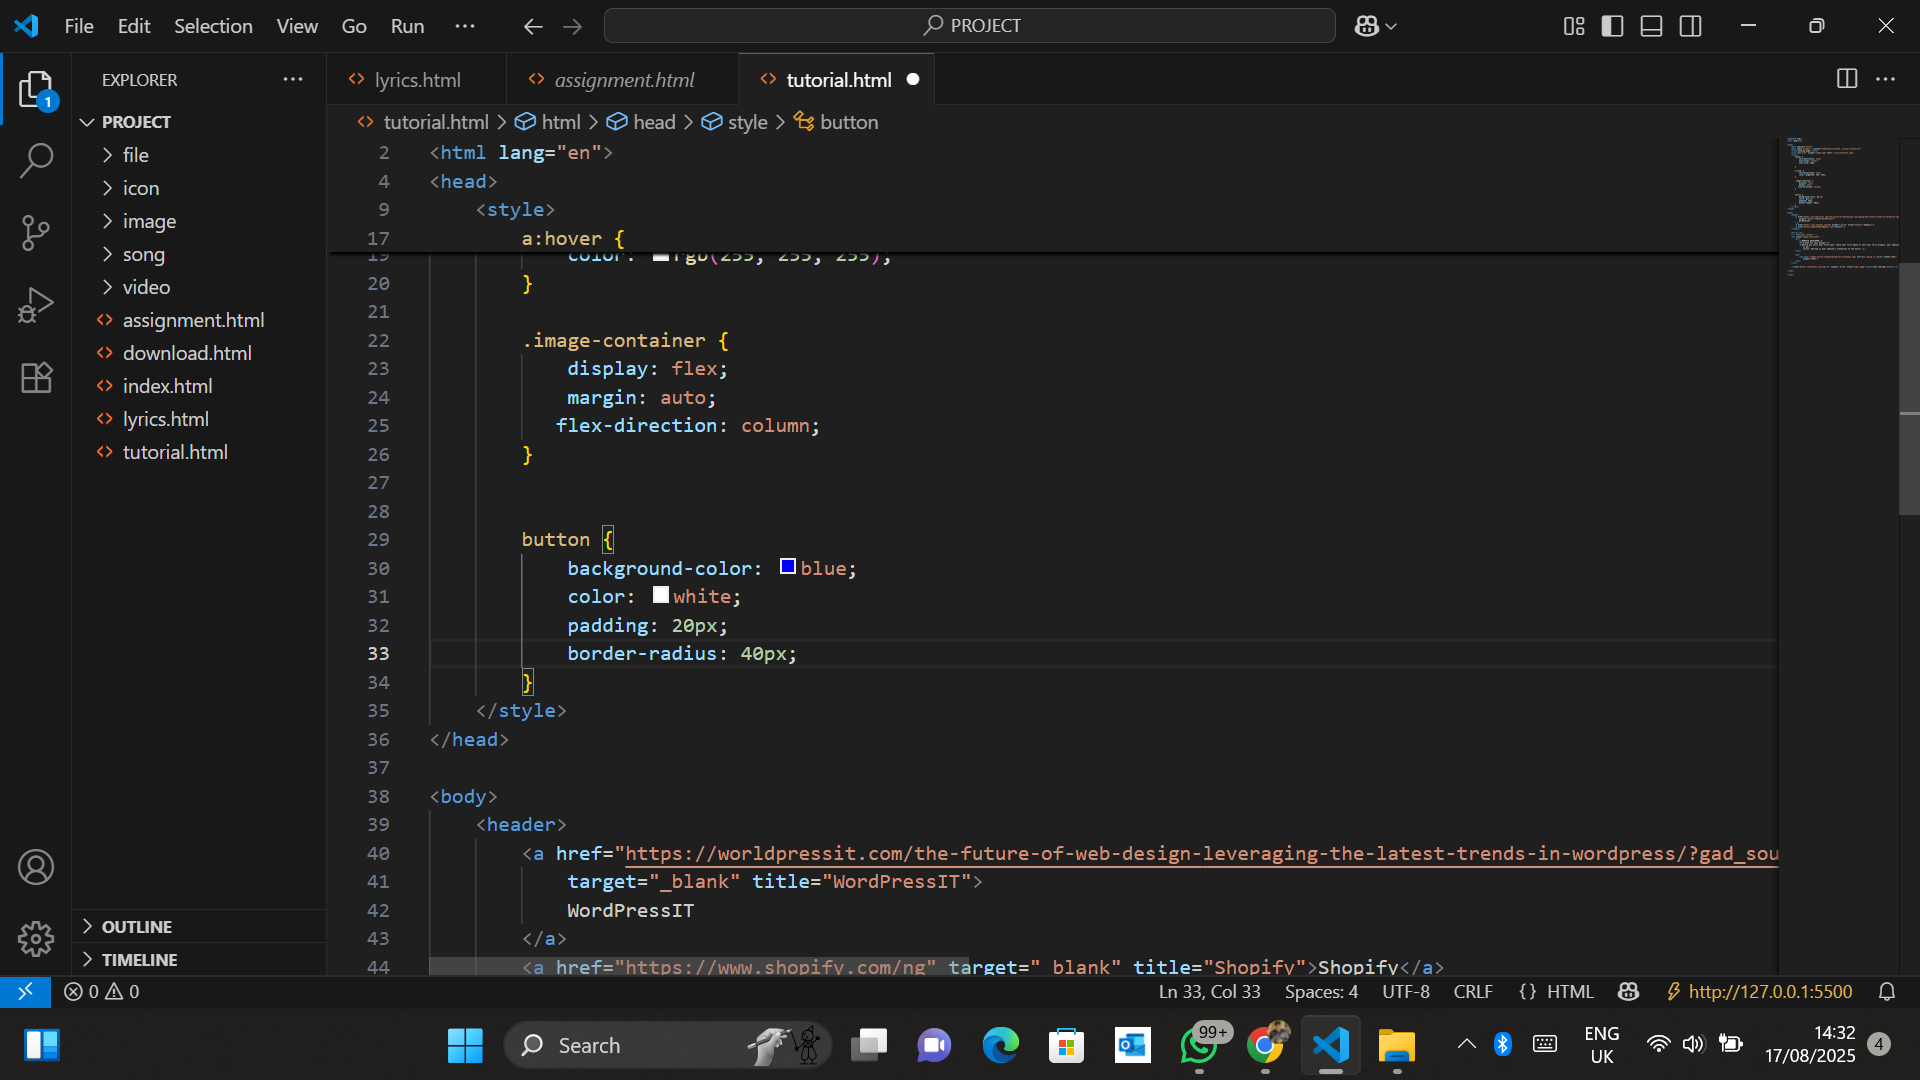 File Edit Selection View Go Run
PROJECT
EXPLORER
lyrics.html
assignment.html
tutorial.html
1
PROJECT
tutorial.html > html > head > style > button
file
icon
image
song
video
assignment.html
download.html
index.html
lyrics.html
tutorial.html
OUTLINE
TIMELINE
2 <html lang="en">
4 <head>
9 <style>
17 a:hover {
19 color: rgb(255, 255, 255);
20 }
21
22 .image-container {
23 display: flex;
24 margin: auto;
25 flex-direction: column;
26 }
27
28
29 button {
30 background-color: blue;
31 color: white;
32 padding: 20px;
33 border-radius: 40px;
34 }
35 </style>
36 </head>
37
38 <body>
39 <header>
40 <a href="https://worldpressit.com/the-future-of-web-design-leveraging-the-latest-trends-in-wordpress/?gad_sou
41 target="_blank" title="WordPressIT">
42 WordPressIT
43 </a>
44 <a href="https://www.shopify.com/ng" target="_blank" title="Shopify">Shopify</a>
0 0
Ln 33, Col 33 Spaces: 4 UTF-8 CRLF {} HTML http://127.0.0.1:5500
Search
99+
ENG
UK
14:32
17/08/2025
4